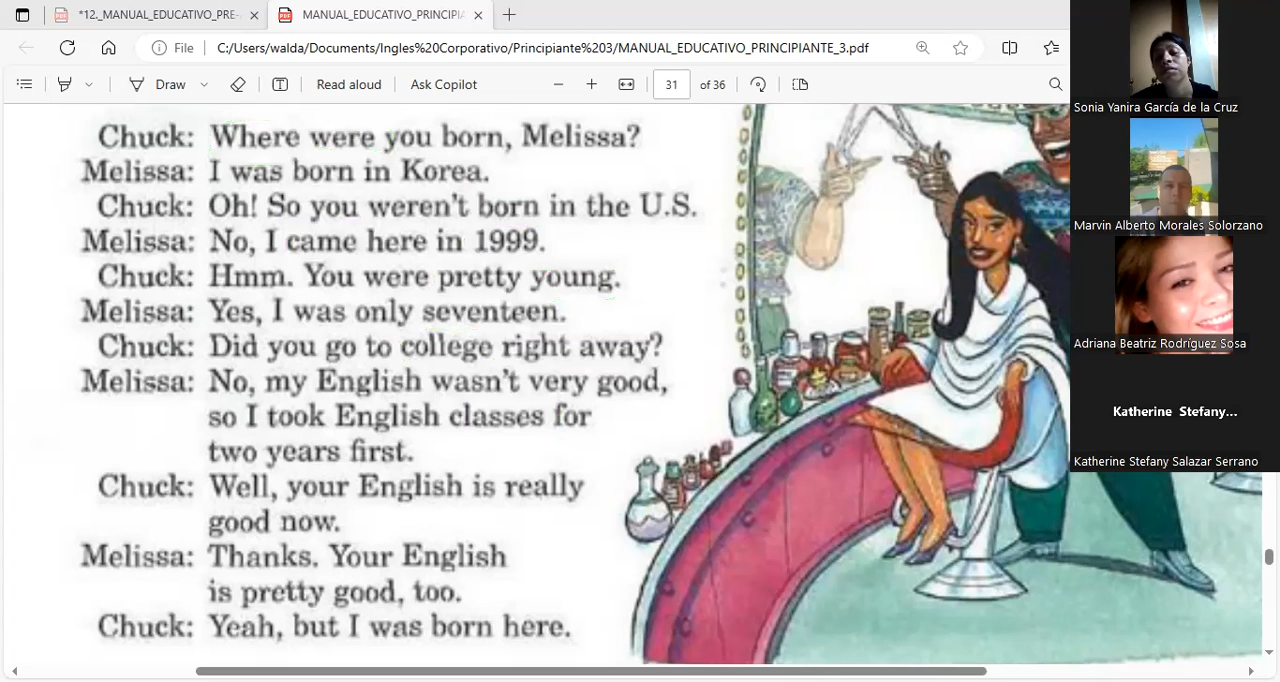 *12._MANUAL_EDUCATIVO_PRE-
MANUAL_EDUCATIVO_PRINCIPIA
File
C:/Users/walda/Documents/Ingles%20Corporativo/Principiante%203/MANUAL_EDUCATIVO_PRINCIPIANTE_3.pdf
Draw
Read aloud
Ask Copilot
31 of 36
Chuck: Where were you born, Melissa?
Melissa: I was born in Korea.
Chuck: Oh! So you weren't born in the U.S.
Melissa: No, I came here in 1999.
Chuck: Hmm. You were pretty young.
Melissa: Yes, I was only seventeen.
Chuck: Did you go to college right away?
Melissa: No, my English wasn't very good,
so I took English classes for
two years first.
Chuck: Well, your English is really
good now.
Melissa: Thanks. Your English
is pretty good, too.
Chuck: Yeah, but I was born here.
Sonia Yanira García de la Cruz
Marvin Alberto Morales Solorzano
Adriana Beatriz Rodríguez Sosa
Katherine Stefany...
Katherine Stefany Salazar Serrano